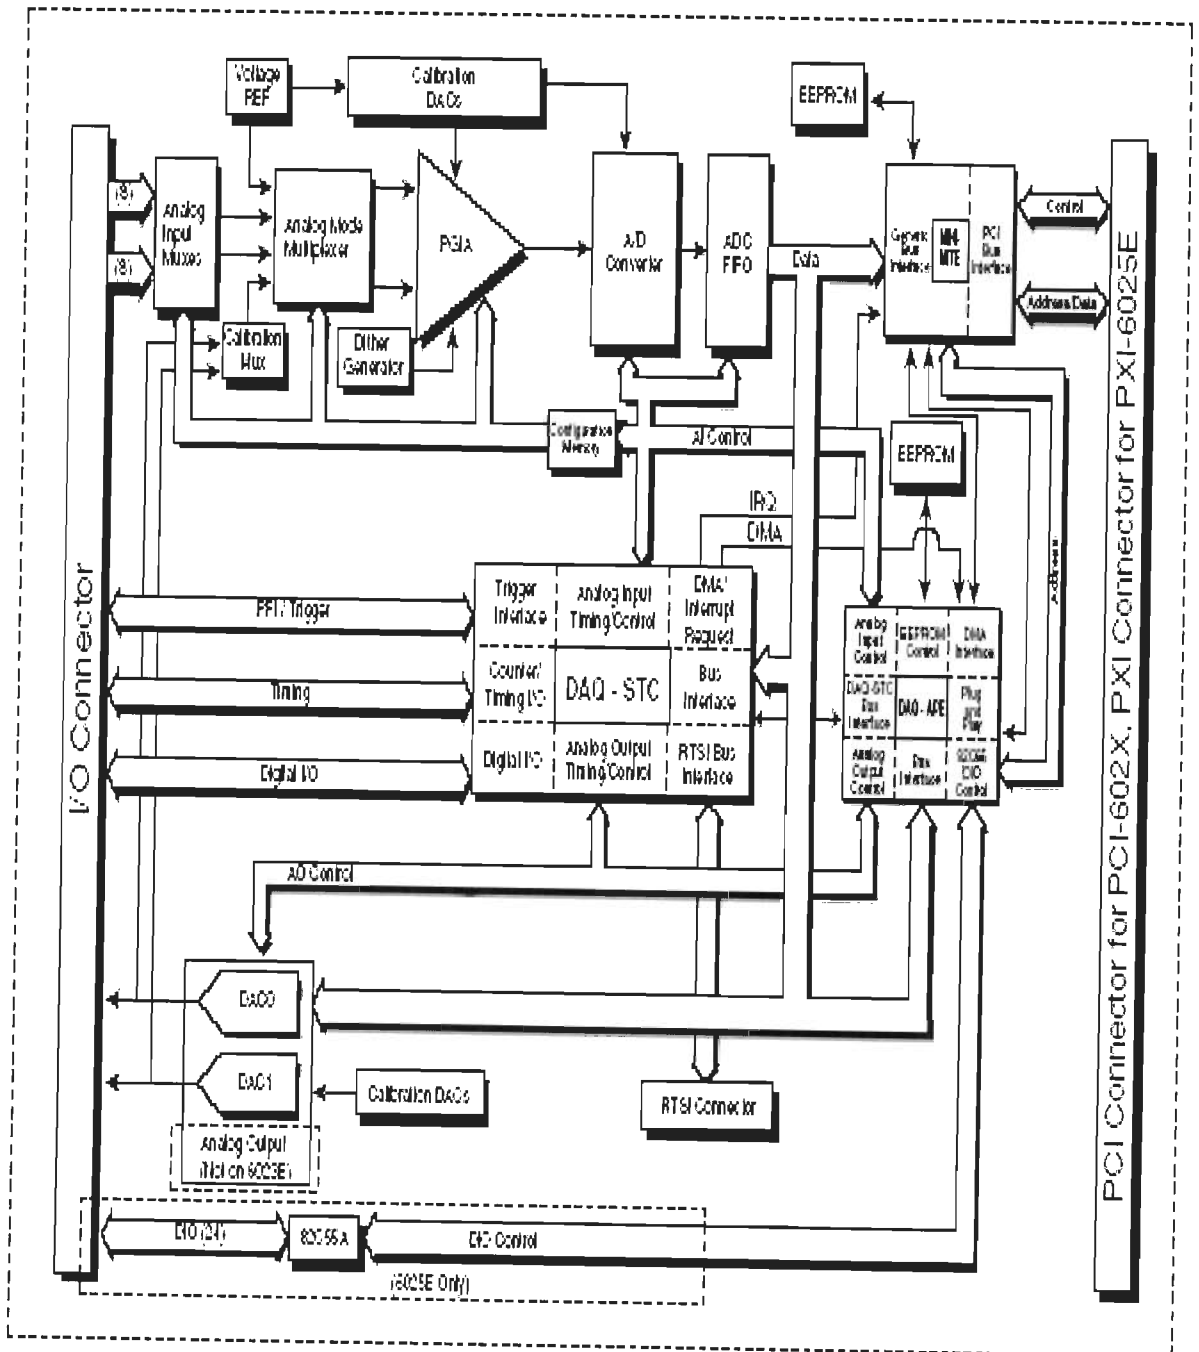 Voltage
REF
Calibration
DACs
EEPROM
(8)
(8)
Analog
Input
Muxes
Analog Mode
Multiplexer
PGIA
A/D
Converter
ADC
FIFO
Data
Generic
Bus
Interface
MINI
MITE
PCI
Bus
Interface
Control
Address/Data
Calibration
Mux
Dither
Generator
Configuration
Memory
AI Control
EEPROM
IRQ
DMA
Address
I/O Connector
PCI Connector for PCI-602X, PXI Connector for PXI-6025E
PFI / Trigger
Timing
Digital I/O
Trigger
Interface
Analog Input
Timing/Control
DMA/
Interrupt
Request
Counter/
Timing I/O
DAQ - STC
Bus
Interface
Digital I/O
Analog Output
Timing/Control
RTSI Bus
Interface
Analog
Input
Control
EEPROM
Control
DMA
Interface
DAQ-STC
Bus
Interface
DAQ - APE
Plug
and
Play
Analog
Output
Control
Bus
Interface
DIO
Control
AO Control
DAC0
DAC1
Calibration DACs
RTSI Connector
Analog Output
(Not on 6023E)
DIO (24)
DIO Control
(6025E Only)